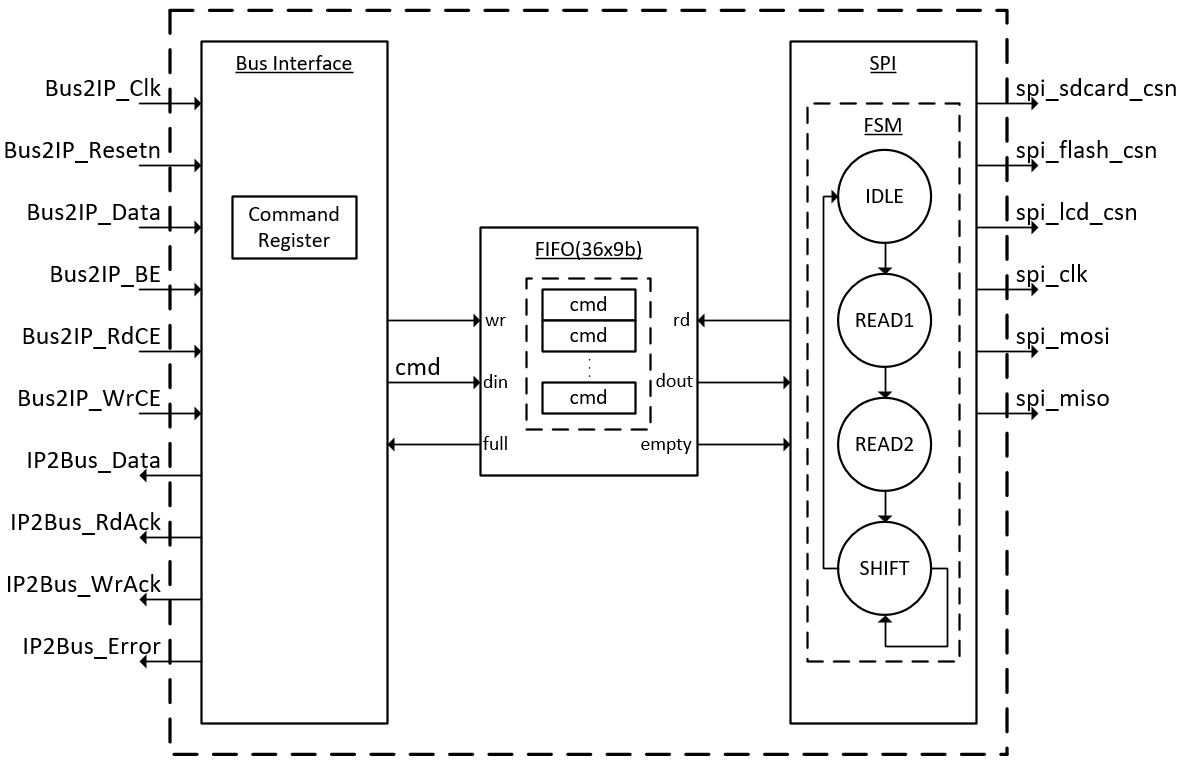 Bus Interface
SPI
Bus2IP_Clk
spi_sdcard_csn
FSM
Bus2IP_Resetn
spi_flash_csn
IDLE
Bus2IP_Data
Command
Register
spi_lcd_csn
FIFO(36x9b)
Bus2IP_BE
spi_clk
cmd
wr
rd
READ1
Bus2IP_RdCE
cmd
spi_mosi
cmd
din
dout
Bus2IP_WrCE
cmd
spi_miso
full
empty
READ2
IP2Bus_Data
IP2Bus_RdAck
SHIFT
IP2Bus_WrAck
IP2Bus_Error